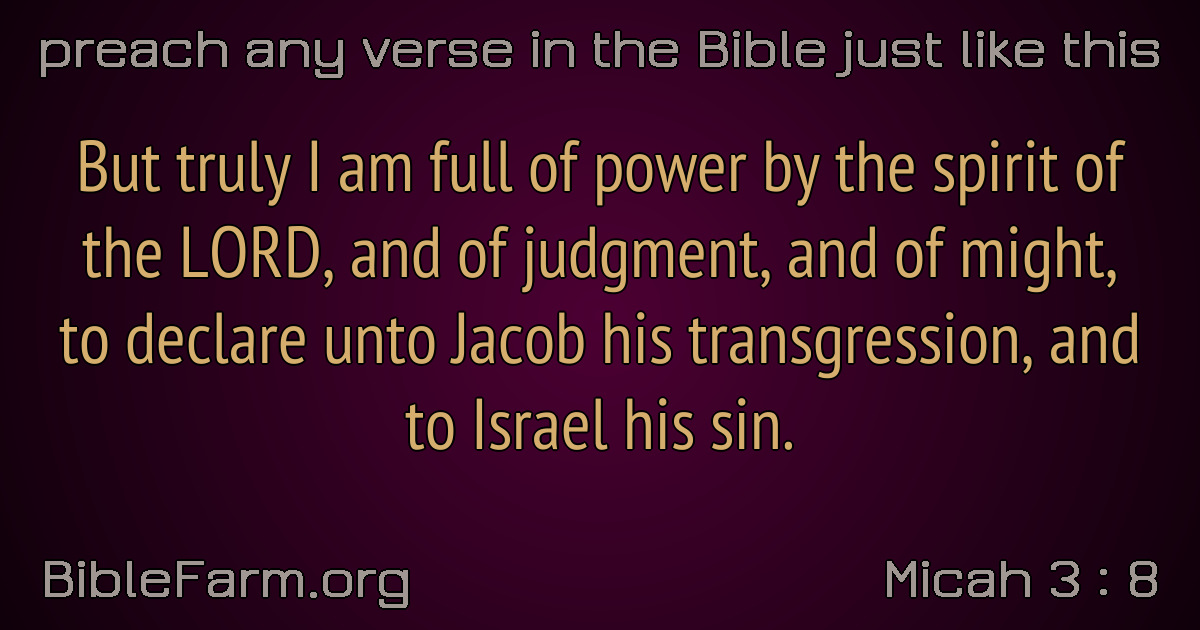 preach any verse in the Bible just like this
But truly I am full of power by the spirit of
the LORD, and of judgment, and of might,
to declare unto Jacob his transgression, and
to Israel his sin.
BibleFarm.org
Micah 3 : 8